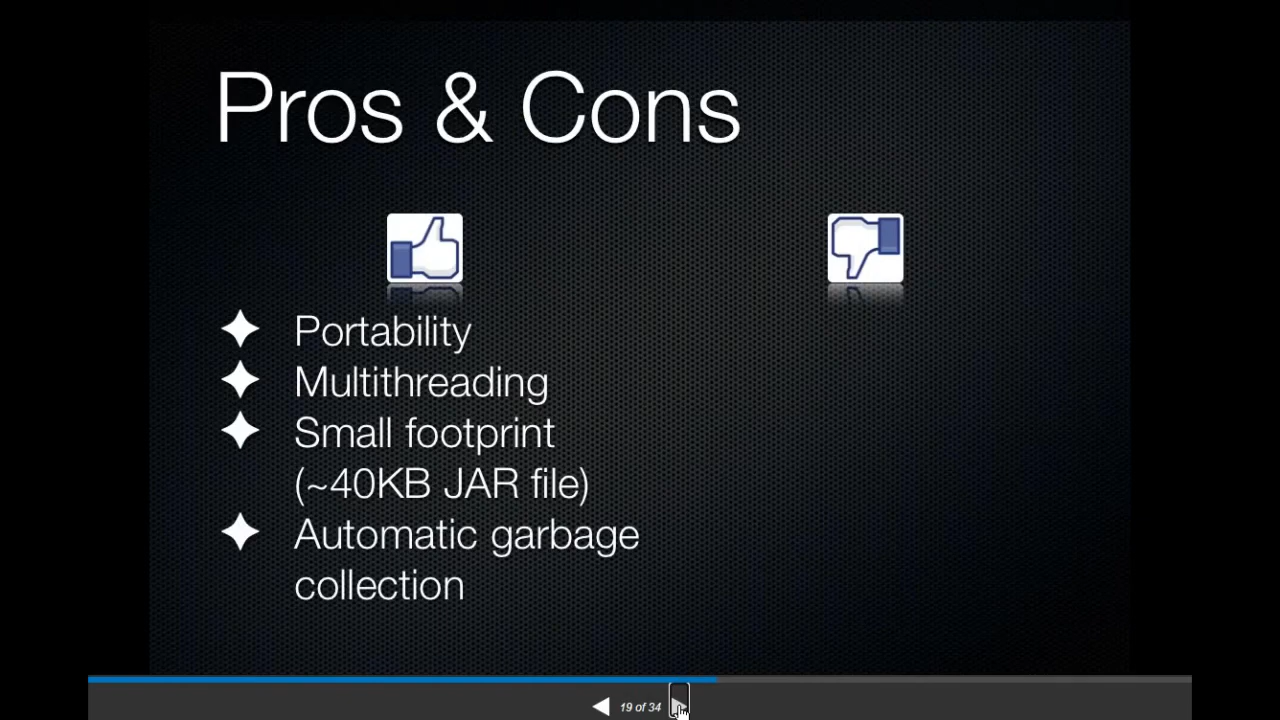 Pros & Cons
Portability
Multithreading
Small footprint
(~40KB JAR file)
Automatic garbage
collection
19 of 34